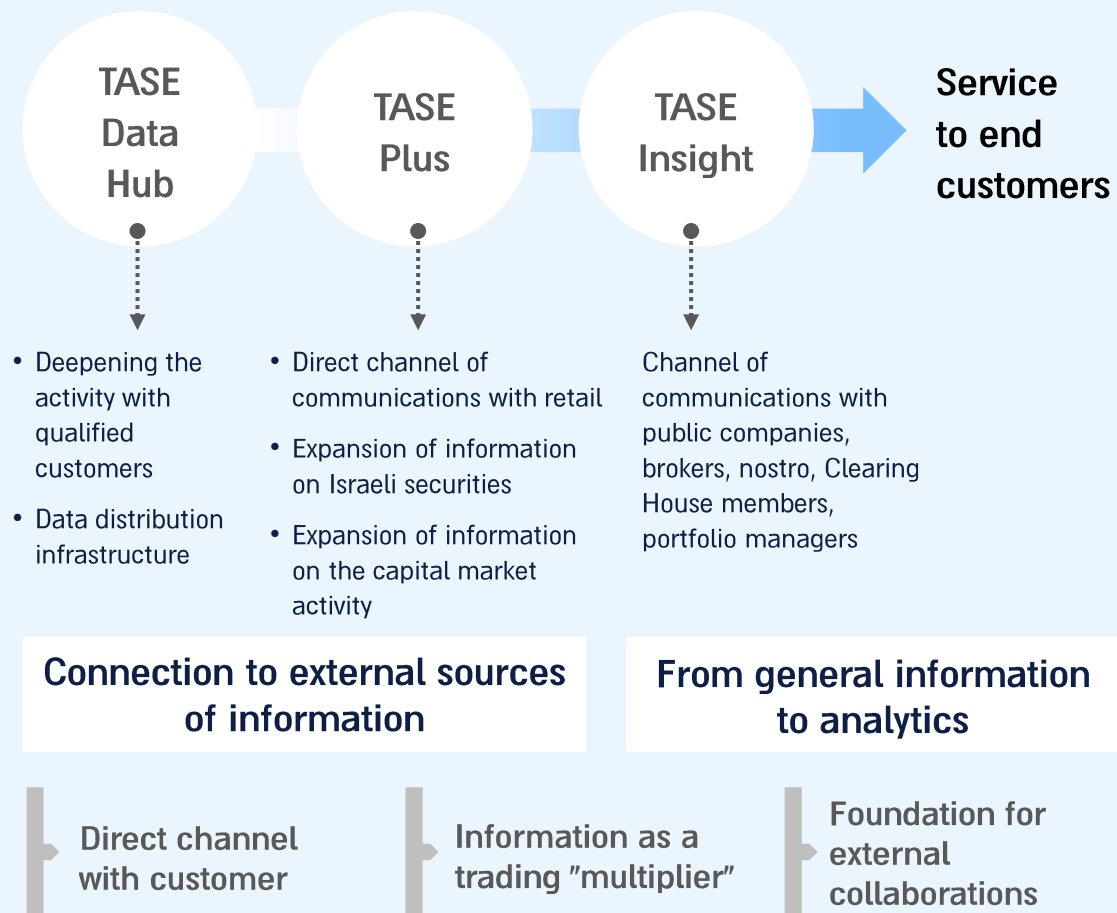 TASE
Data
Hub
TASE
Plus
TASE
Insight
Service
to end
customers
• Deepening the
activity with
qualified
customers
• Data distribution
infrastructure
• Direct channel of
communications with retail
• Expansion of information
on Israeli securities
• Expansion of information
on the capital market
activity
Channel of
communications with
public companies,
brokers, nostro, Clearing
House members,
portfolio managers
Connection to external sources
of information
From general information
to analytics
Direct channel
with customer
Information as a
trading "multiplier"
Foundation for
external
collaborations